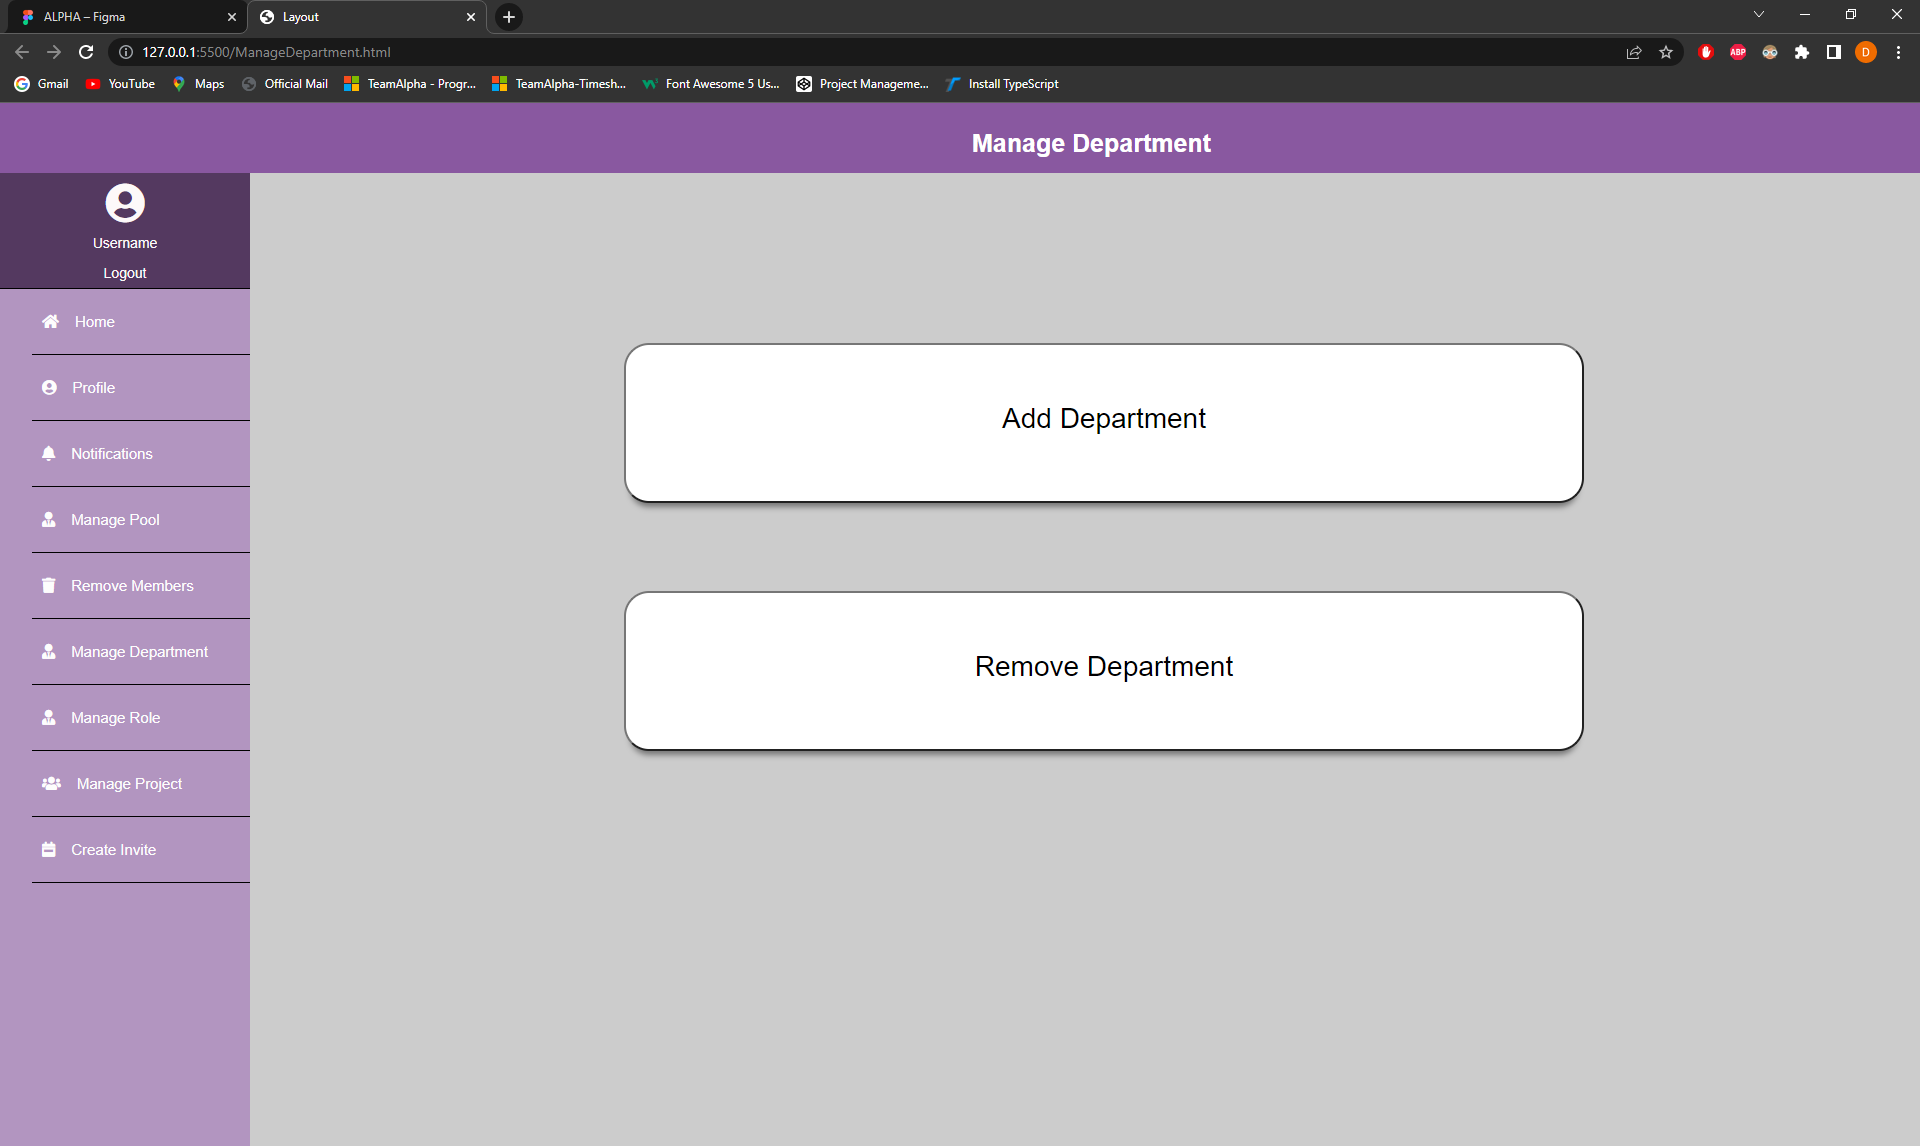 ALPHA – Figma
Layout
127.0.0.1:5500/ManageDepartment.html
ABP
D
Gmail
YouTube
Maps
Official Mail
TeamAlpha - Progr...
TeamAlpha-Timesh...
Font Awesome 5 Us...
Project Manageme...
Install TypeScript
Manage Department
Username
Logout
Home
Profile
Notifications
Manage Pool
Remove Members
Manage Department
Manage Role
Manage Project
Create Invite
Add Department
Remove Department